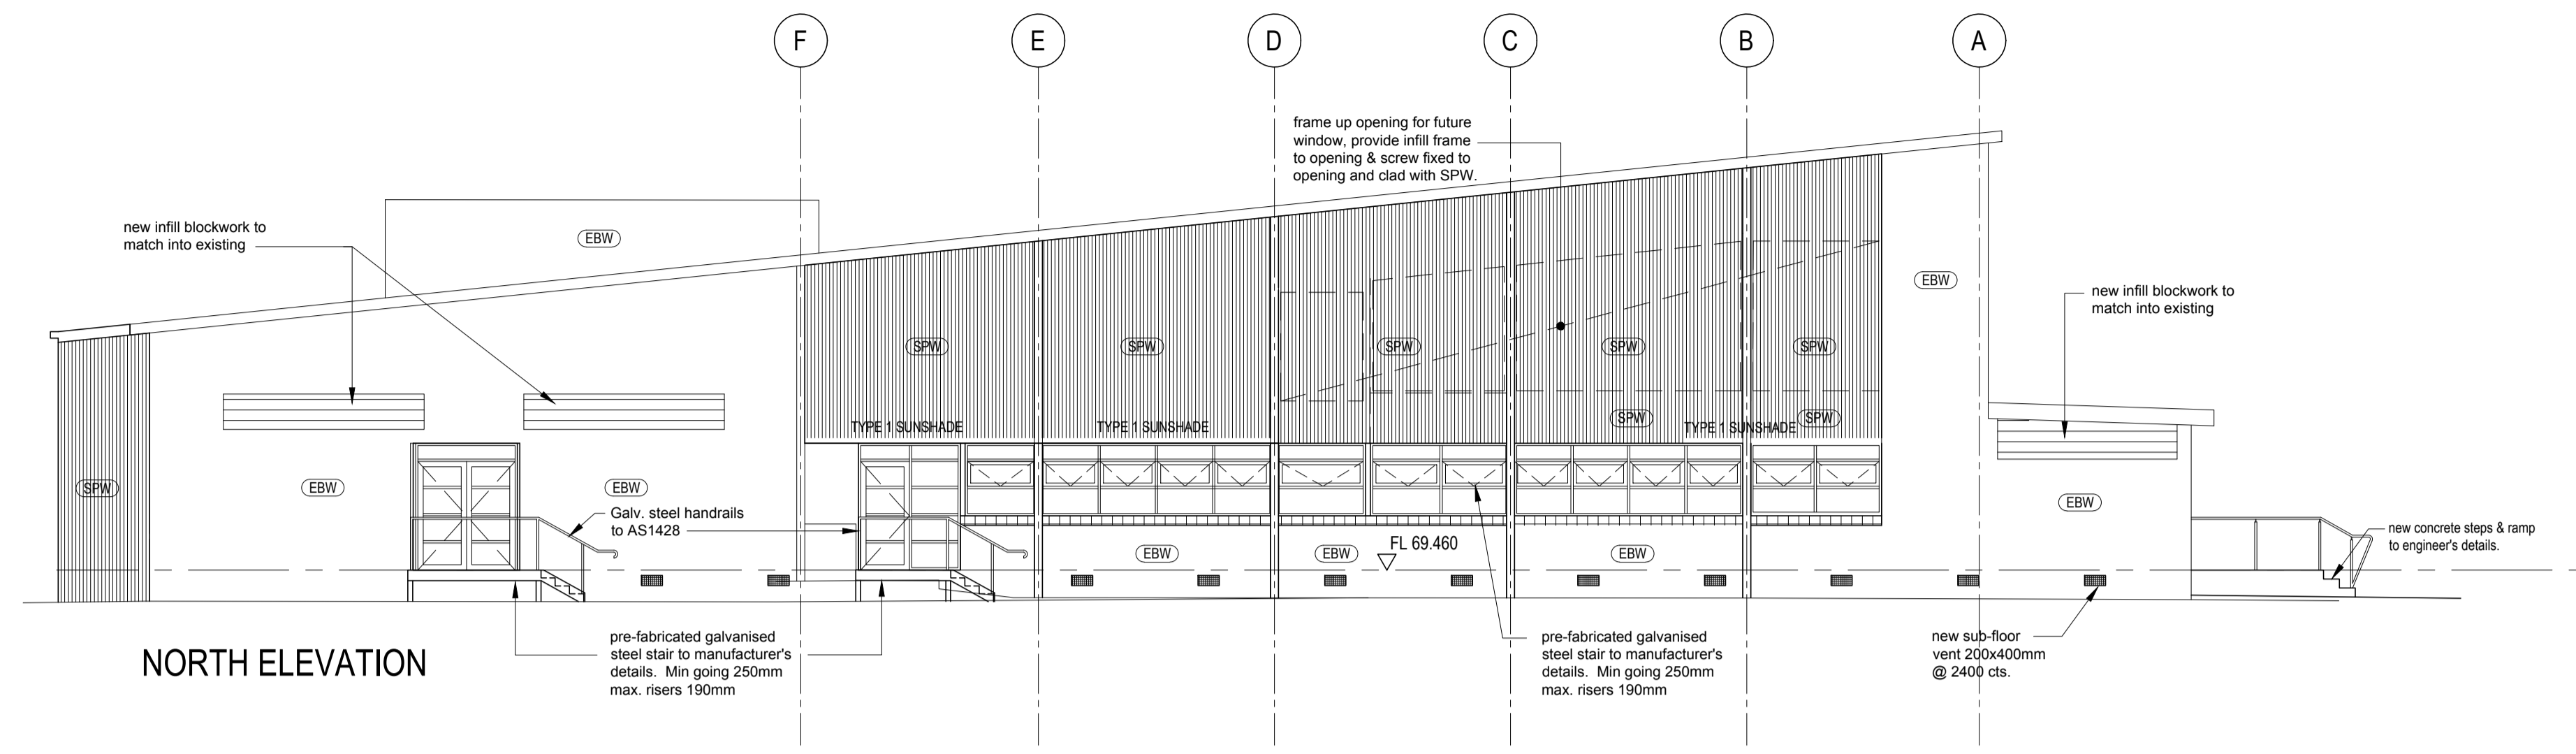 F
E
D
C
B
A
frame up opening for future
window, provide infill frame
to opening & screw fixed to
opening and clad with SPW.
new infill blockwork to
match into existing
EBW
EBW
new infill blockwork to
match into existing
SPW
SPW
SPW
SPW
SPW
SPW
SPW
TYPE 1 SUNSHADE
TYPE 1 SUNSHADE
TYPE 1 SUNSHADE
SPW
EBW
EBW
EBW
Galv. steel handrails
to AS1428
new concrete steps & ramp
to engineer's details.
FL 69.460
EBW
EBW
EBW
NORTH ELEVATION
pre-fabricated galvanised
steel stair to manufacturer's
details. Min going 250mm
max. risers 190mm
pre-fabricated galvanised
steel stair to manufacturer's
details. Min going 250mm
max. risers 190mm
new sub-floor
vent 200x400mm
@ 2400 cts.